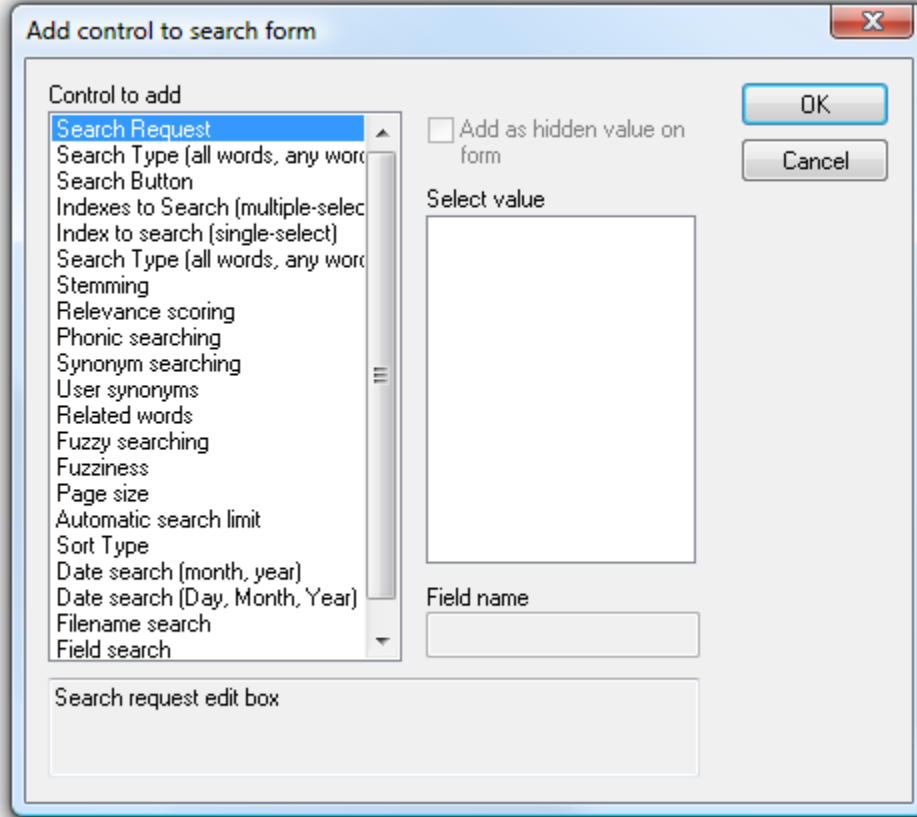 Add control to search form
Control to add
Search Request
Search Type (all words, any word
Search Button
Indexes to Search (multiple-selec
Index to search (single-select)
Search Type (all words, any word
Stemming
Relevance scoring
Phonic searching
Synonym searching
User synonyms
Related words
Fuzzy searching
Fuzziness
Page size
Automatic search limit
Sort Type
Date search (month, year)
Date search (Day, Month, Year)
Filename search
Field search
Search request edit box
Add as hidden value on
form
Select value
Field name
OK
Cancel